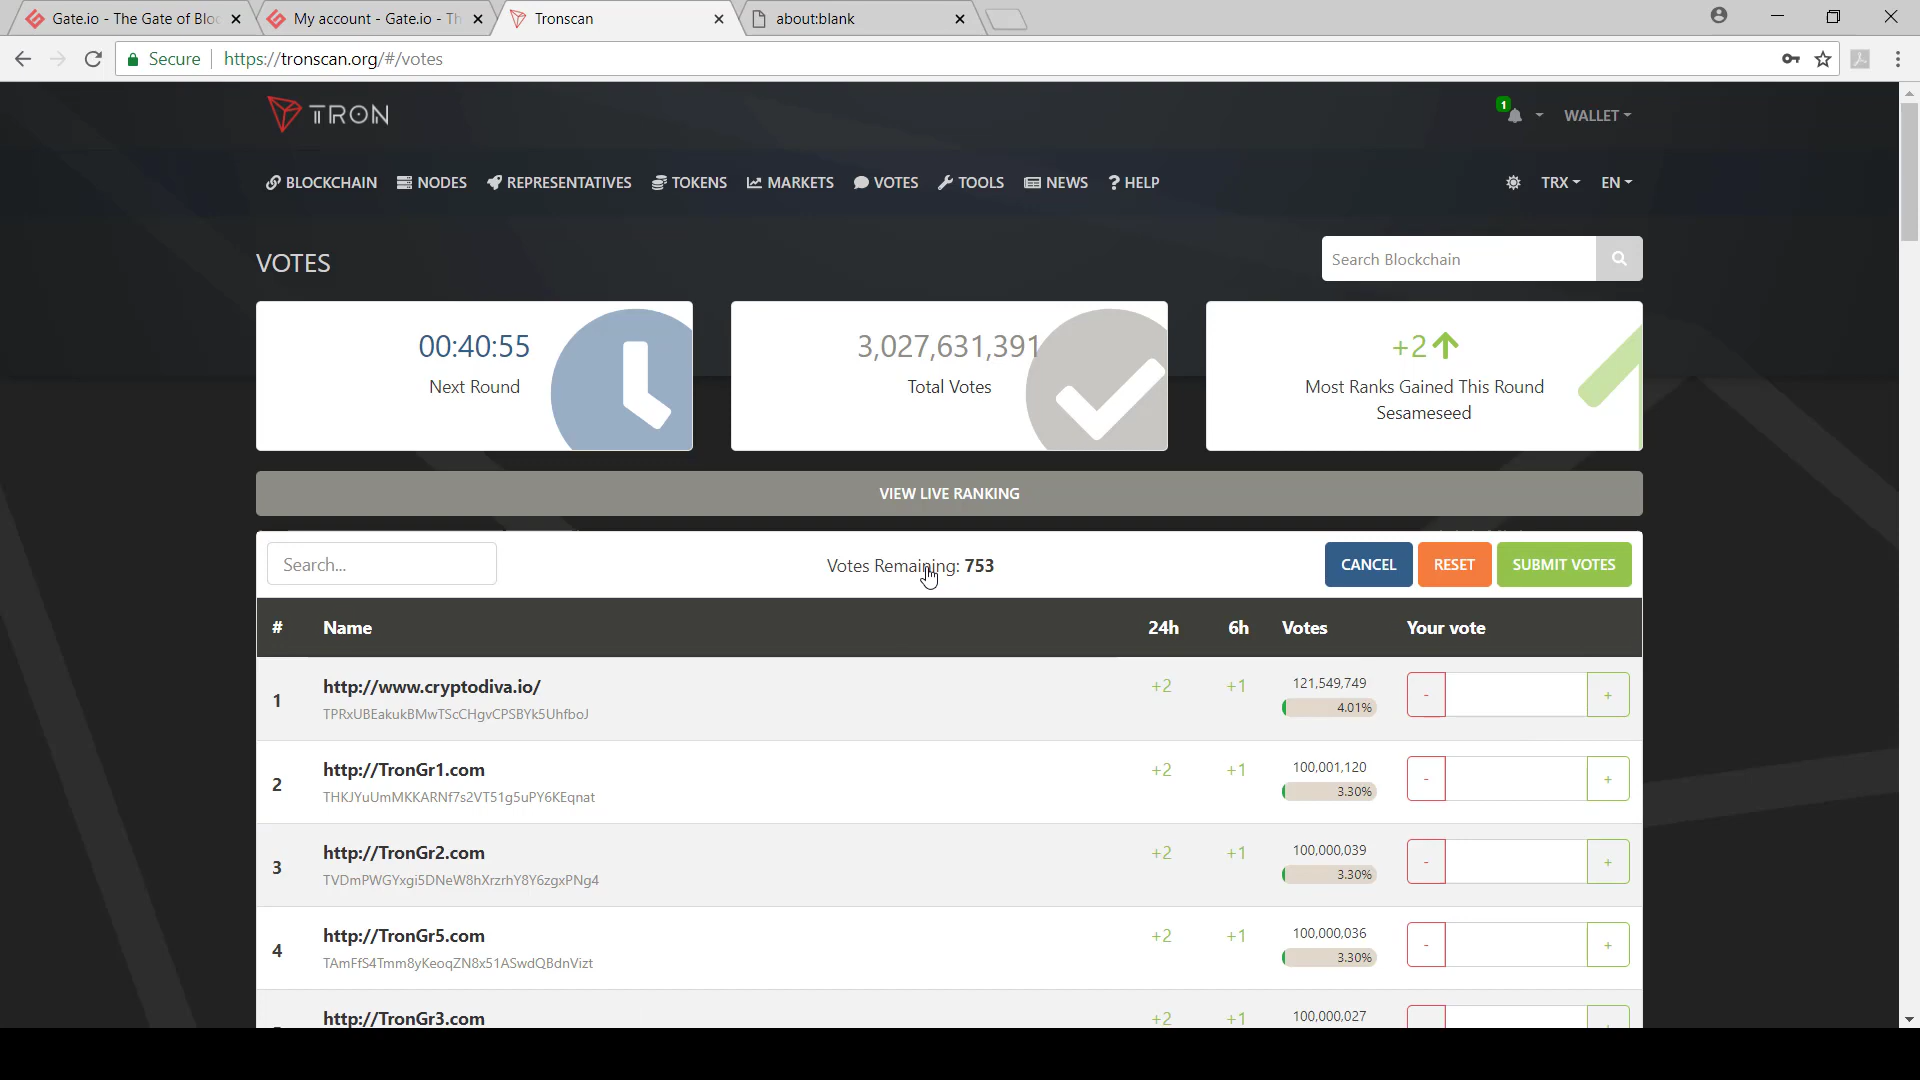 Gate.io - The Gate of Bloc
My account - Gate.io - Th
Tronscan
about:blank
Secure
https://tronscan.org/#/votes
TRON
1
WALLET
BLOCKCHAIN
NODES
REPRESENTATIVES
TOKENS
MARKETS
VOTES
TOOLS
NEWS
? HELP
TRX
EN
VOTES
Search Blockchain
00:40:55
Next Round
3,027,631,391
Total Votes
+2
Most Ranks Gained This Round
Sesameseed
VIEW LIVE RANKING
Search...
Votes Remaining: 753
CANCEL
RESET
SUBMIT VOTES
# Name 24h 6h Votes Your vote
1 http://www.cryptodiva.io/ +2 +1 121,549,749 - +
TPRxUBEakukBMwTScCHgvCPSBYk5UhfboJ 4.01%
2 http://TronGr1.com +2 +1 100,001,120 - +
THKJYuUmMKKARNf7s2VT51g5uPY6KEqnat 3.30%
3 http://TronGr2.com +2 +1 100,000,039 - +
TVDmPWGYxgi5DNeW8hXrzrhY8Y6zgxPNg4 3.30%
4 http://TronGr5.com +2 +1 100,000,036 - +
TAmFfS4Tmm8yKeoqZN8x51ASwdQBdnVizt 3.30%
http://TronGr3.com +2 +1 100,000,027